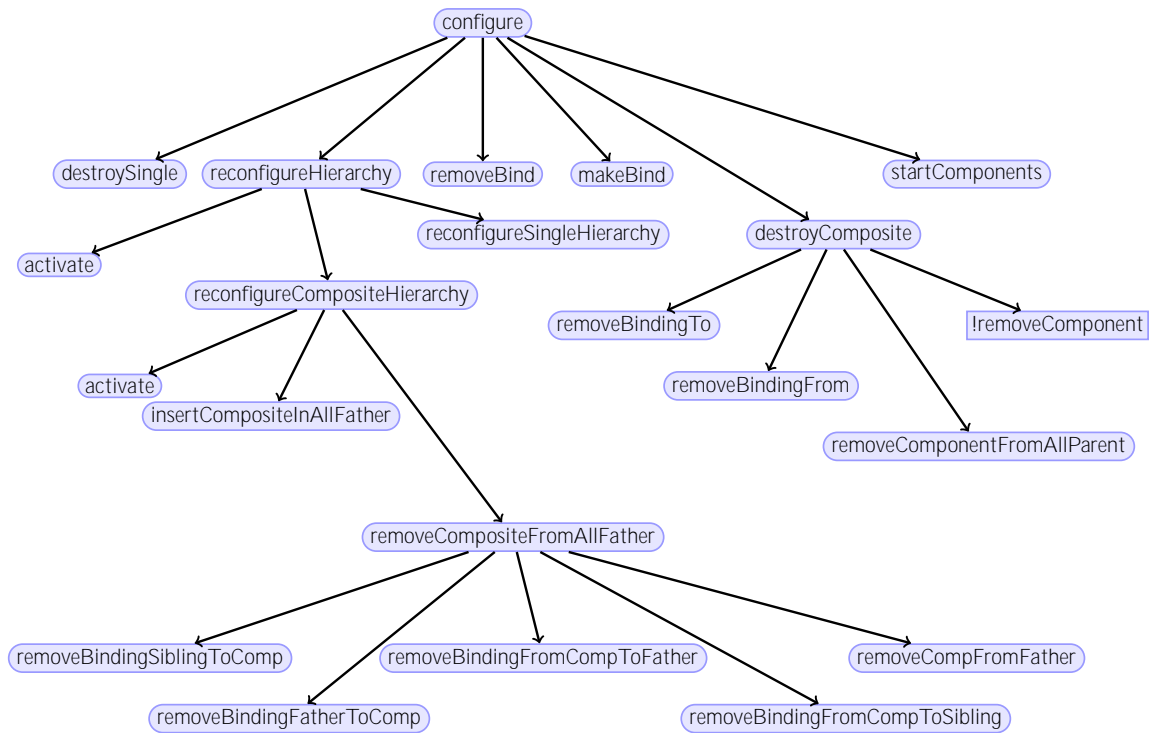 configure
destroySingle
reconfigureHierarchy
removeBind
makeBind
startComponents
reconfigureSingleHierarchy
destroyComposite
activate
reconfigureCompositeHierarchy
removeBindingTo
!removeComponent
activate
removeBindingFrom
insertCompositeInAllFather
removeComponentFromAllParent
removeCompositeFromAllFather
removeBindingSiblingToComp
removeBindingFromCompToFather
removeCompFromFather
removeBindingFatherToComp
removeBindingFromCompToSibling